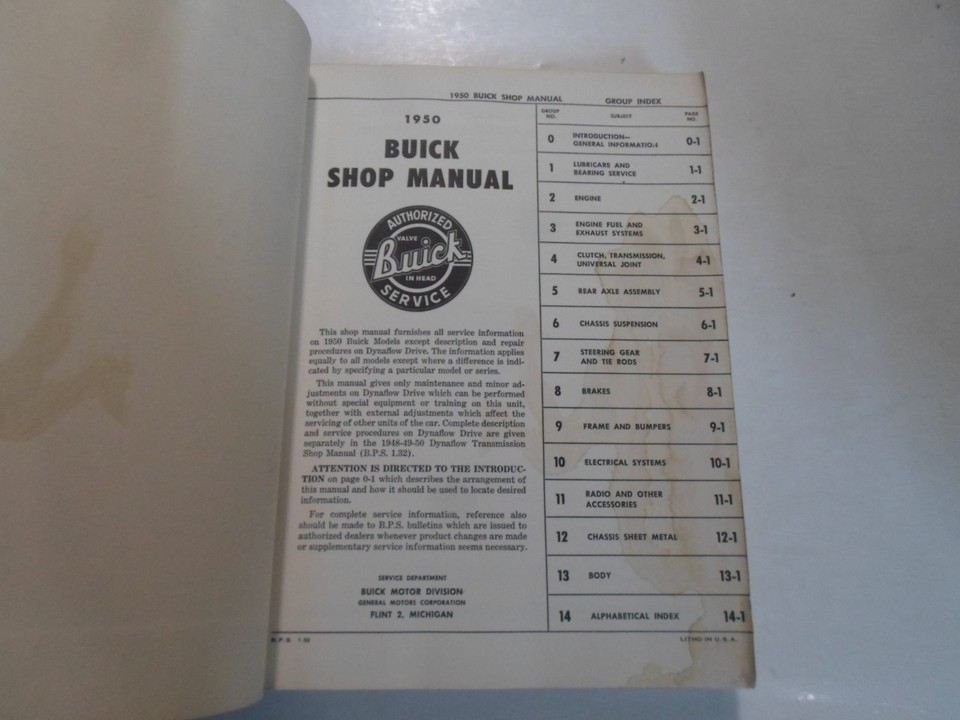 1950 BUICK SHOP MANUAL GROUP INDEX
1950
BUICK
SHOP MANUAL
AUTHORIZED
VALVE
Buick
IN HEAD
SERVICE
This shop manual furnishes all service information
on 1950 Buick Models except description and repair
procedures on Dynaflow Drive. The information applies
equally to all models except where a difference is indi-
cated by specifying a particular model or series.
This manual gives only maintenance and minor ad-
justments on Dynaflow Drive which can be performed
without special equipment or training on this unit,
together with external adjustments which affect the
servicing of other units of the car. Complete description
and service procedures on Dynaflow Drive are given
separately in the 1948-49-50 Dynaflow Transmission
Shop Manual (B.P.S. 1.32).
ATTENTION IS DIRECTED TO THE INTRODUC-
TION on page 0-1 which describes the arrangement of
this manual and how it should be used to locate desired
information.
For complete service information, reference also
should be made to B.P.S. bulletins which are issued to
authorized dealers whenever product changes are made
or supplementary service information seems necessary.
SERVICE DEPARTMENT
BUICK MOTOR DIVISION
GENERAL MOTORS CORPORATION
FLINT 2, MICHIGAN
GROUP NO. SUBJECT PAGE NO.
0 INTRODUCTION—
GENERAL INFORMATION 0-1
1 LUBRICARE AND
BEARING SERVICE 1-1
2 ENGINE 2-1
3 ENGINE FUEL AND
EXHAUST SYSTEMS 3-1
4 CLUTCH, TRANSMISSION,
UNIVERSAL JOINT 4-1
5 REAR AXLE ASSEMBLY 5-1
6 CHASSIS SUSPENSION 6-1
7 STEERING GEAR
AND TIE RODS 7-1
8 BRAKES 8-1
9 FRAME AND BUMPERS 9-1
10 ELECTRICAL SYSTEMS 10-1
11 RADIO AND OTHER
ACCESSORIES 11-1
12 CHASSIS SHEET METAL 12-1
13 BODY 13-1
14 ALPHABETICAL INDEX 14-1
B.P.S. LITHO IN U.S.A.